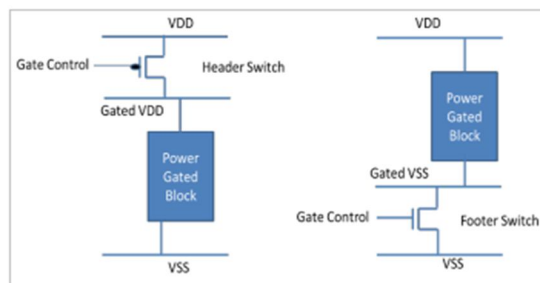 VDD
Gate Control
Header Switch
Gated VDD
Power
Gated
Block
VSS
VDD
Power
Gated
Block
Gated VSS
Gate Control
Footer Switch
VSS